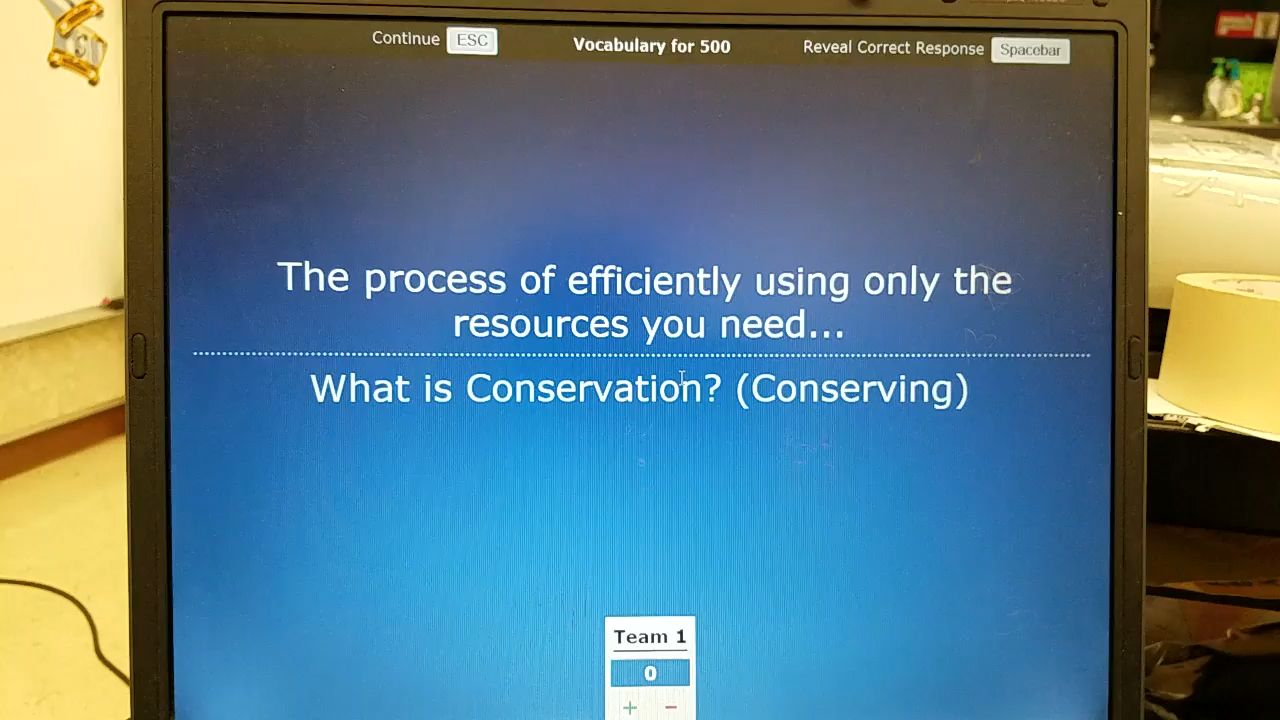 Continue ESC Vocabulary for 500 Reveal Correct Response Spacebar
The process of efficiently using only the
resources you need...
What is Conservation? (Conserving)
Team 1
0
+ −